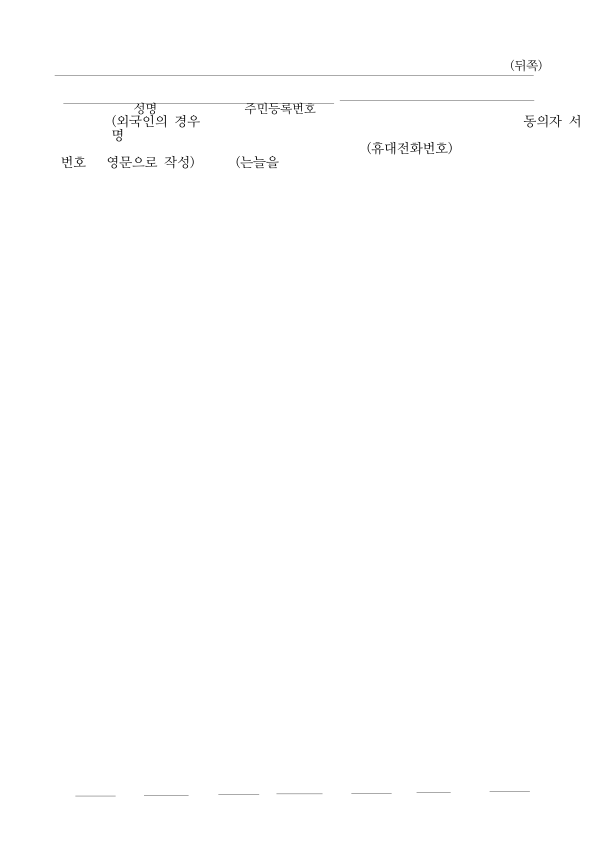 (뒤쪽)
성명 주민등록번호
(외국인의 경우 동의자 서
명
(휴대전화번호)
번호 영문으로 작성) (는늘을